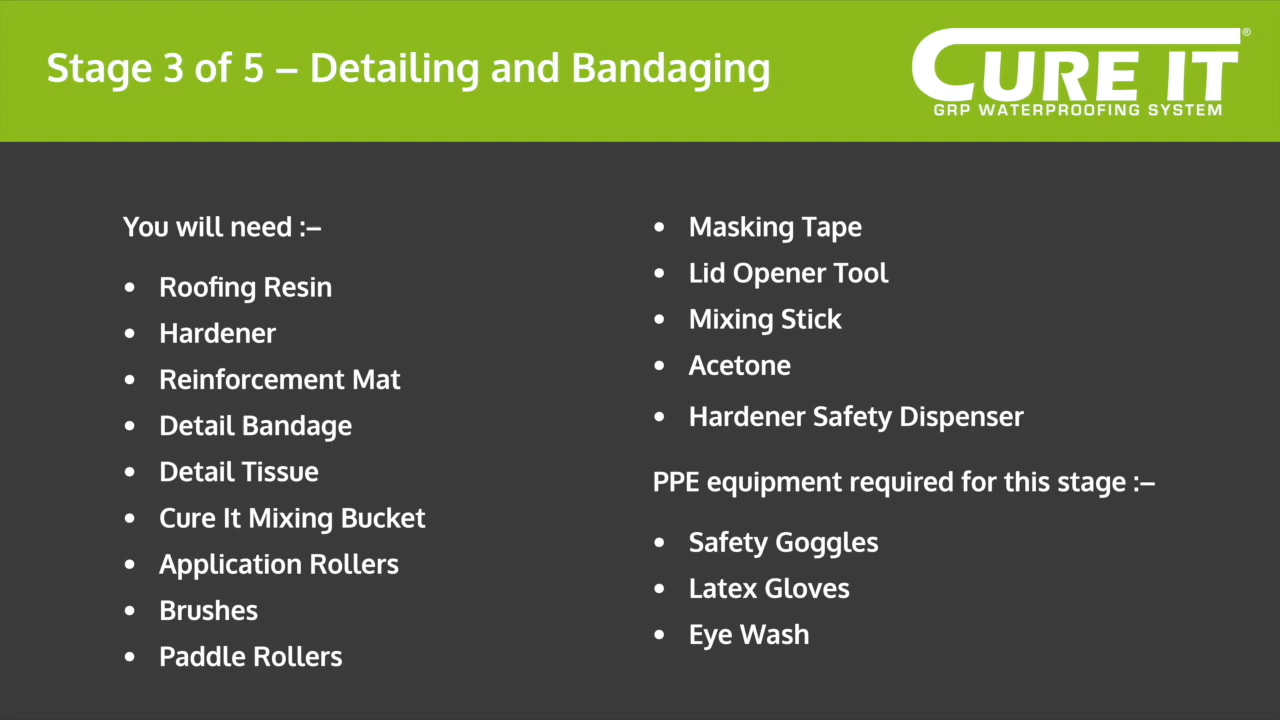 Stage 3 of 5 – Detailing and Bandaging
CURE IT®
GRP WATERPROOFING SYSTEM
You will need :–
• Roofing Resin
• Hardener
• Reinforcement Mat
• Detail Bandage
• Detail Tissue
• Cure It Mixing Bucket
• Application Rollers
• Brushes
• Paddle Rollers
• Masking Tape
• Lid Opener Tool
• Mixing Stick
• Acetone
• Hardener Safety Dispenser
PPE equipment required for this stage :–
• Safety Goggles
• Latex Gloves
• Eye Wash